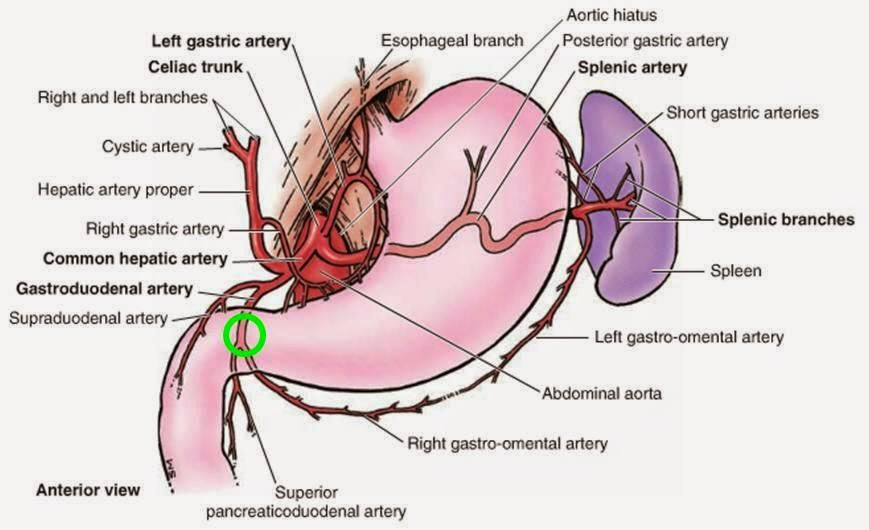 Aortic hiatus
Left gastric artery
Esophageal branch
Posterior gastric artery
Celiac trunk
Splenic artery
Right and left branches
Short gastric arteries
Cystic artery
Hepatic artery proper
Right gastric artery
Splenic branches
Common hepatic artery
Spleen
Gastroduodenal artery
Supraduodenal artery
Left gastro-omental artery
Abdominal aorta
Right gastro-omental artery
SM
Anterior view
Superior
pancreaticoduodenal artery